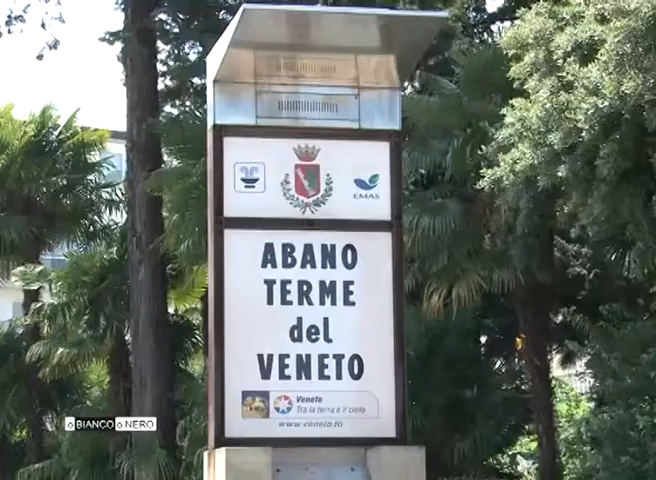 EMAS
ABANO
TERME
del
VENETO
Veneto
Tra la terra e il cielo
www.veneto.to
o BIANCO o NERO